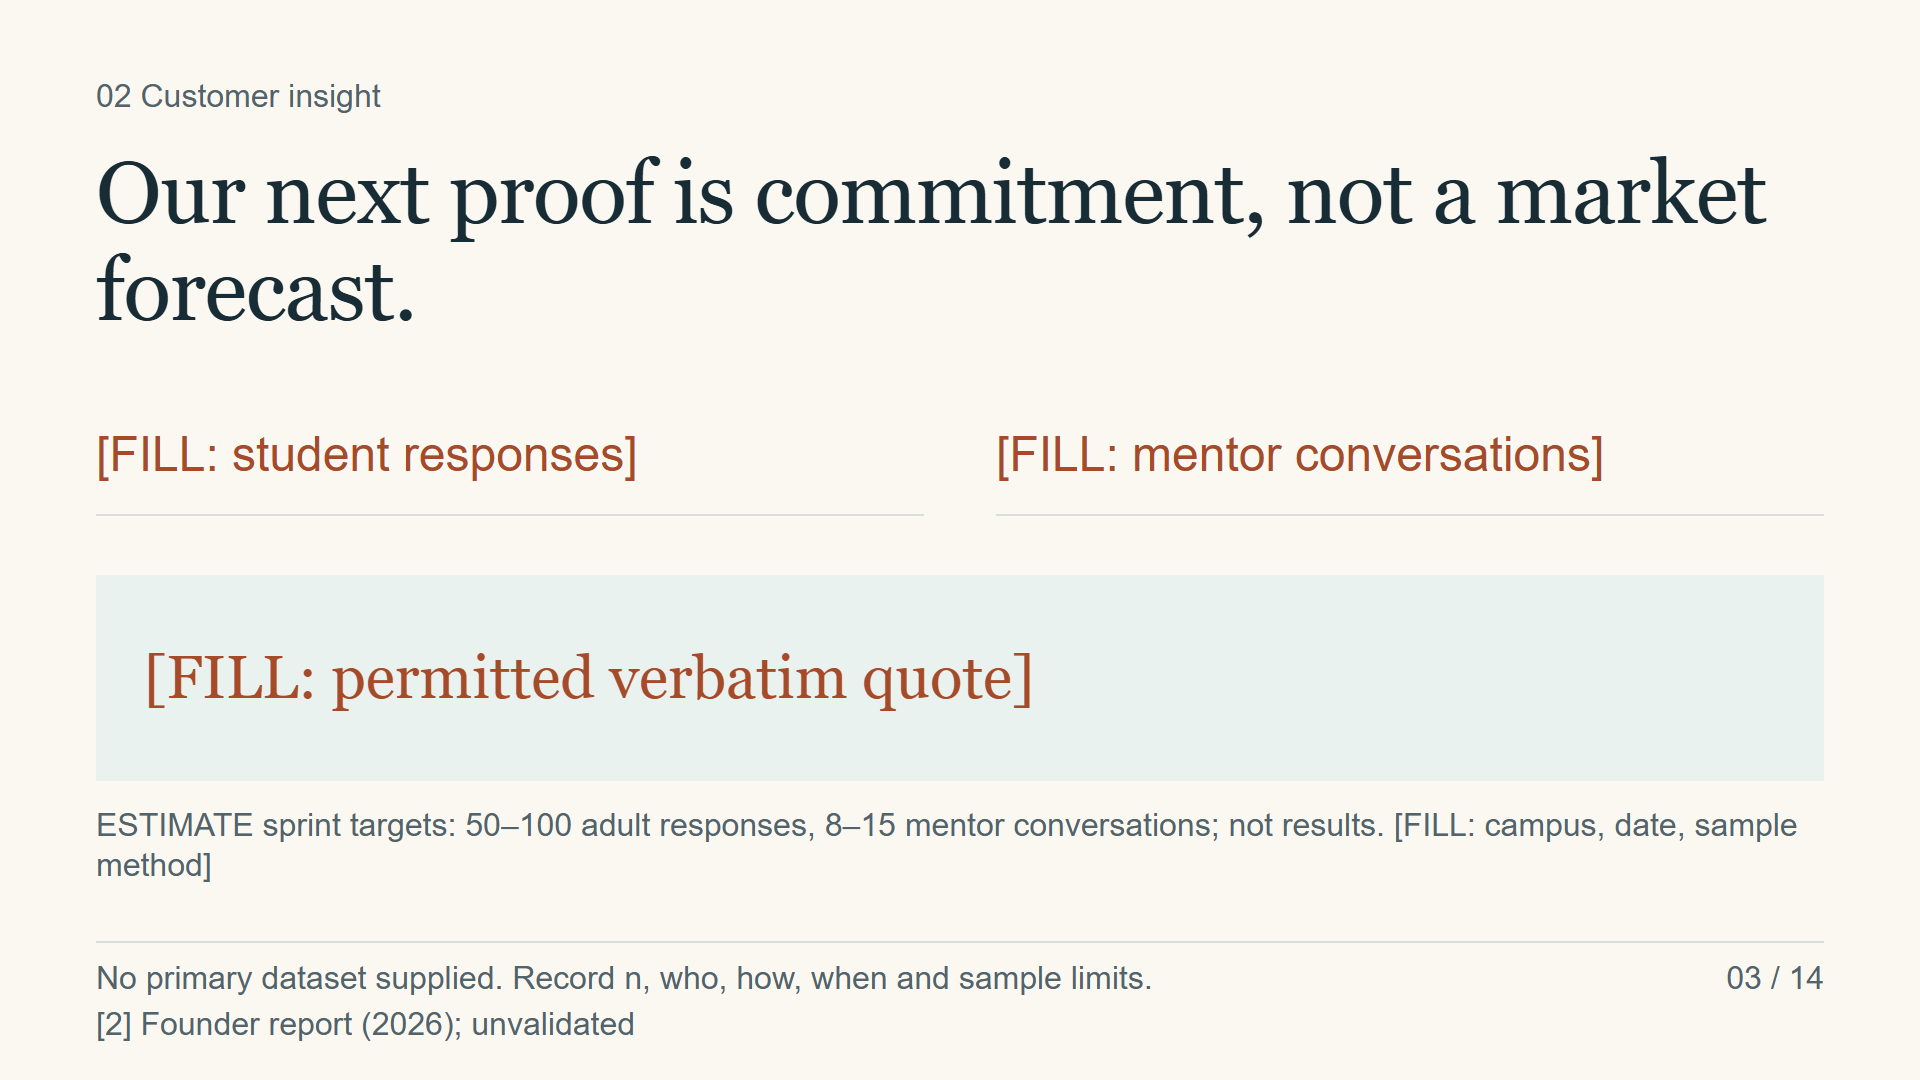 02 Customer insight
Our next proof is commitment, not a market
forecast.
[FILL: student responses]
[FILL: mentor conversations]
[FILL: permitted verbatim quote]
ESTIMATE sprint targets: 50–100 adult responses, 8–15 mentor conversations; not results. [FILL: campus, date, sample
method]
No primary dataset supplied. Record n, who, how, when and sample limits.
03 / 14
[2] Founder report (2026); unvalidated